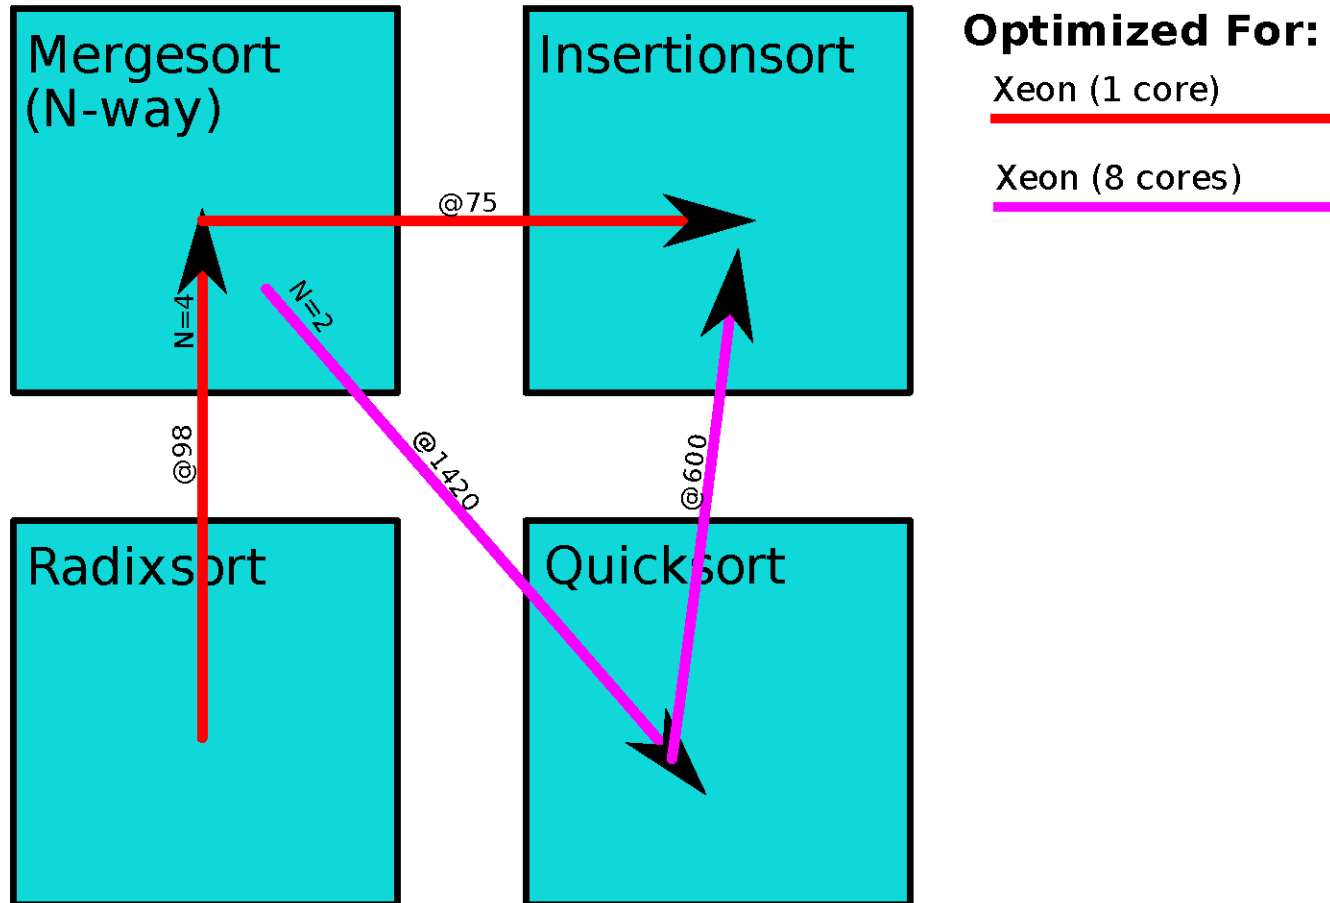 Mergesort
(N-way)
Insertionsort
Optimized For:
Xeon (1 core)
Xeon (8 cores)
@75
N=4
N=2
@98
@1420
@600
Radixsort
Quicksort